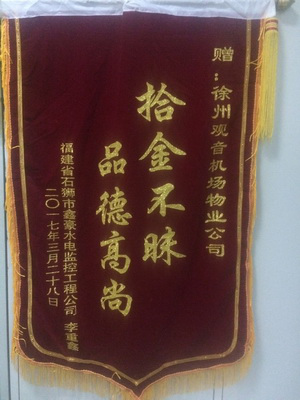 赠：徐州观音机场物业公司
拾金不昧
品德高尚
福建省石狮市鑫豪水电监控工程公司 李重鑫
二〇一七年三月二十八日